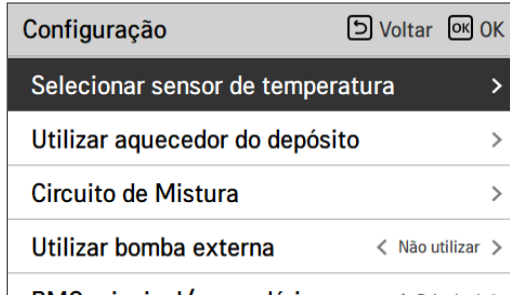 Configuração Voltar OK OK
Selecionar sensor de temperatura >
Utilizar aquecedor do depósito >
Circuito de Mistura >
Utilizar bomba externa < Não utilizar >